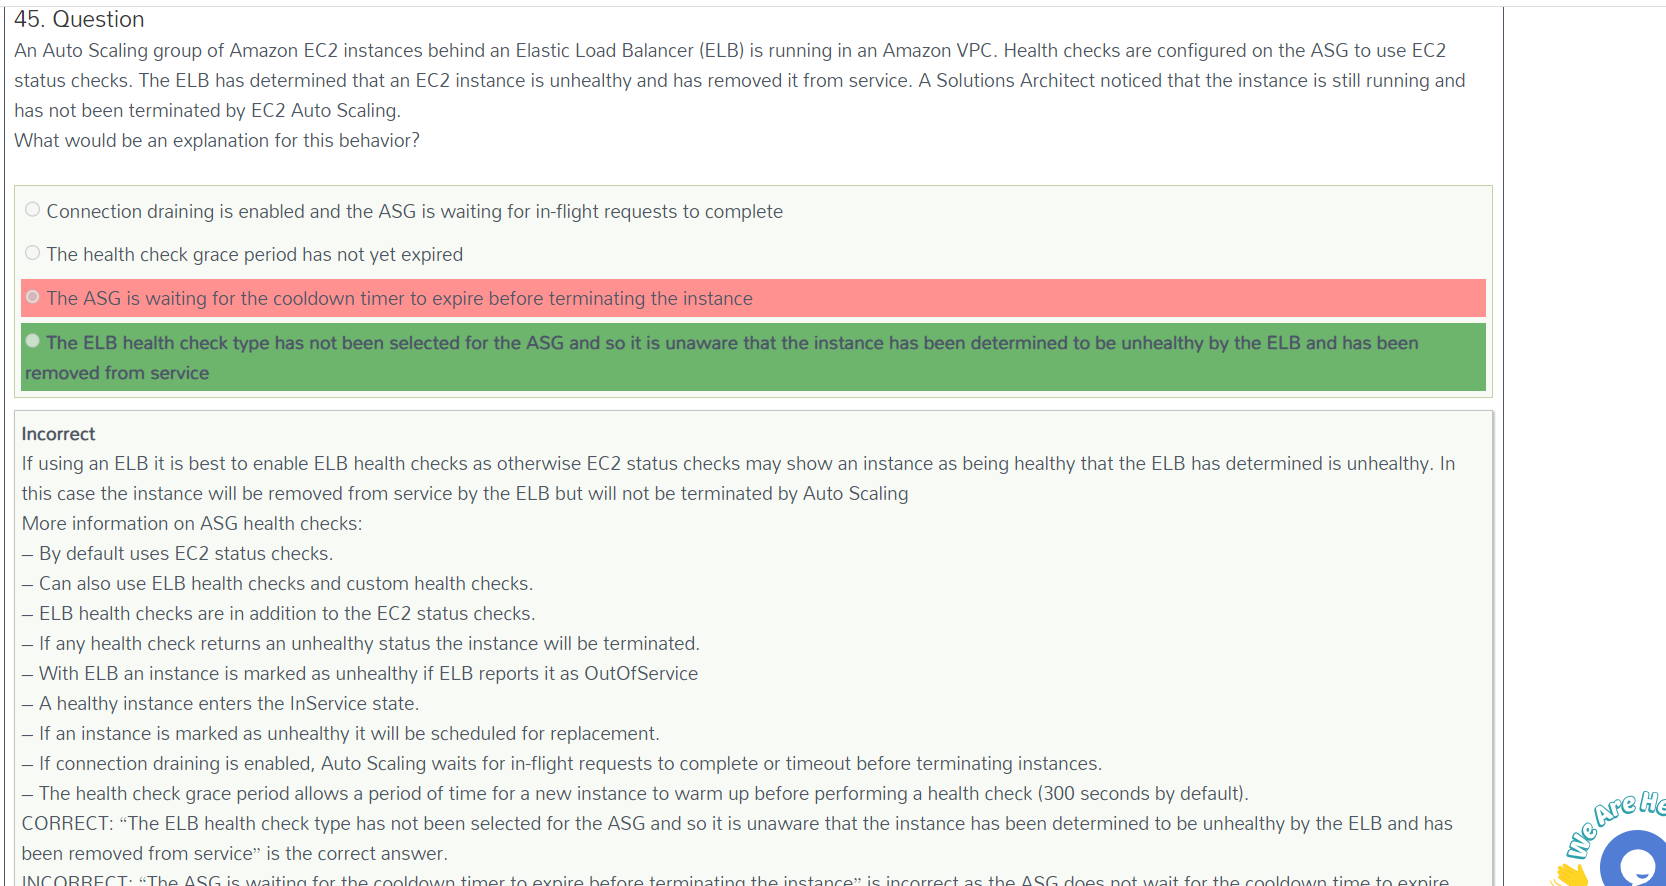 45. Question
An Auto Scaling group of Amazon EC2 instances behind an Elastic Load Balancer (ELB) is running in an Amazon VPC. Health checks are configured on the ASG to use EC2
status checks. The ELB has determined that an EC2 instance is unhealthy and has removed it from service. A Solutions Architect noticed that the instance is still running and
has not been terminated by EC2 Auto Scaling.
What would be an explanation for this behavior?
Connection draining is enabled and the ASG is waiting for in-flight requests to complete
The health check grace period has not yet expired
The ASG is waiting for the cooldown timer to expire before terminating the instance
The ELB health check type has not been selected for the ASG and so it is unaware that the instance has been determined to be unhealthy by the ELB and has been
removed from service
Incorrect
If using an ELB it is best to enable ELB health checks as otherwise EC2 status checks may show an instance as being healthy that the ELB has determined is unhealthy. In
this case the instance will be removed from service by the ELB but will not be terminated by Auto Scaling
More information on ASG health checks:
– By default uses EC2 status checks.
– Can also use ELB health checks and custom health checks.
– ELB health checks are in addition to the EC2 status checks.
– If any health check returns an unhealthy status the instance will be terminated.
– With ELB an instance is marked as unhealthy if ELB reports it as OutOfService
– A healthy instance enters the InService state.
– If an instance is marked as unhealthy it will be scheduled for replacement.
– If connection draining is enabled, Auto Scaling waits for in-flight requests to complete or timeout before terminating instances.
– The health check grace period allows a period of time for a new instance to warm up before performing a health check (300 seconds by default).
CORRECT: “The ELB health check type has not been selected for the ASG and so it is unaware that the instance has been determined to be unhealthy by the ELB and has
been removed from service” is the correct answer.
INCORRECT: “The ASG is waiting for the cooldown timer to expire before terminating the instance” is incorrect as the ASG does not wait for the cooldown time to expire
We Are He